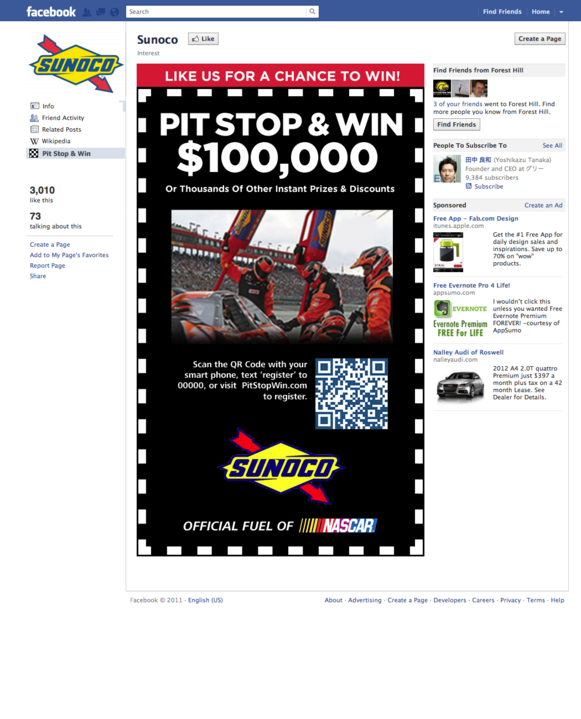 facebook
Search
Find Friends
Home
Sunoco
Like
Create a Page
Interest
SUNOCO
Info
Friend Activity
Related Posts
W Wikipedia
Pit Stop & Win
3,010
like this
73
talking about this
Create a Page
Add to My Page's Favorites
Report Page
Share
LIKE US FOR A CHANCE TO WIN!
PIT STOP & WIN
$100,000
Or Thousands Of Other Instant Prizes & Discounts
Scan the QR Code with your
smart phone, text 'register' to
00000, or visit PitStopWin.com
to register.
SUNOCO
OFFICIAL FUEL OF NASCAR
Find Friends from Forest Hill
3 of your friends went to Forest Hill. Find
more people you know from Forest Hill.
Find Friends
People To Subscribe To
See All
田中 良和 (Yoshikazu Tanaka)
Founder and CEO at グリー
9,384 subscribers
Subscribe
Sponsored
Create an Ad
Free App - Fab.com Design
itunes.apple.com
Get the #1 Free App for
daily design sales and
inspirations. Save up to
70% on "wow"
products.
Free Evernote Pro 4 Life!
appsumo.com
EVERNOTE
Evernote Premium
FREE For LIFE
I wouldn't click this
unless you wanted Free
Evernote Premium
FOREVER! -courtesy of
AppSumo
Nalley Audi of Roswell
nalleyaudi.com
2012 A4 2.0T quattro
Premium just $397 a
month plus tax on a 42
month Lease. See
Dealer for Details.
Facebook © 2011 · English (US)
About · Advertising · Create a Page · Developers · Careers · Privacy · Terms · Help